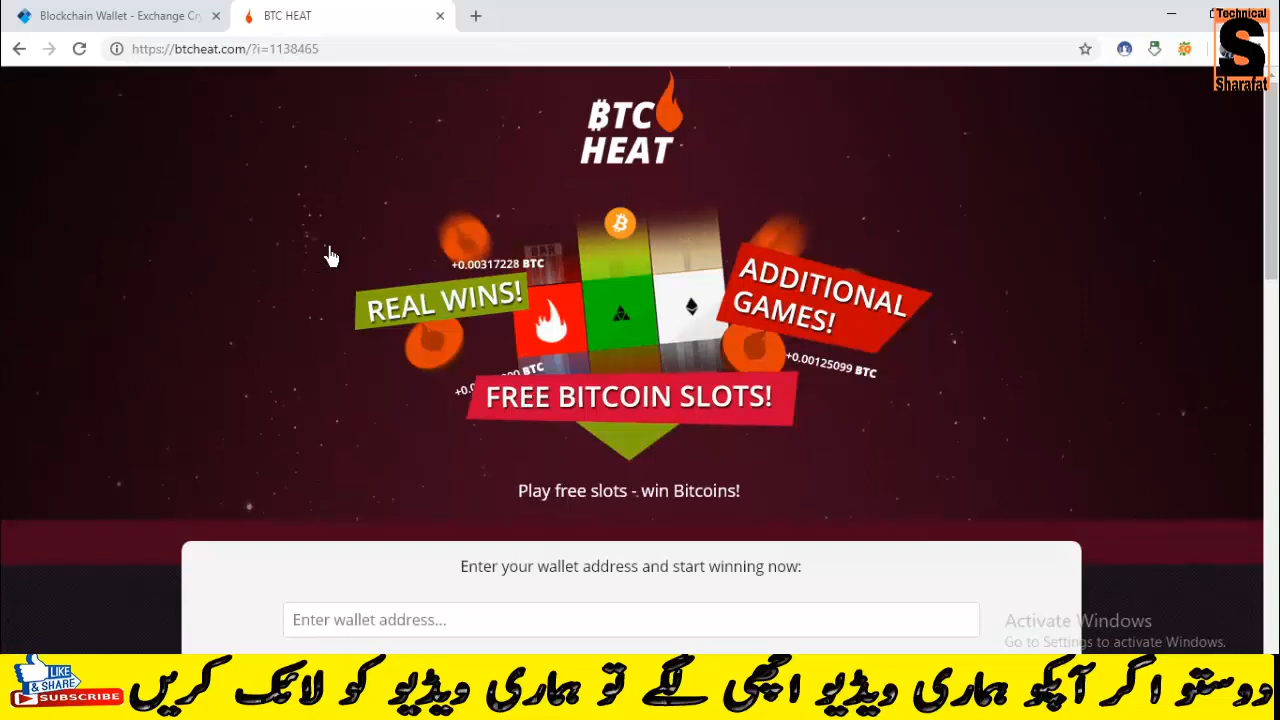 Blockchain Wallet - Exchange Cry
BTC HEAT
Technical
S
Sharafat
https://btcheat.com/?i=1138465
BTC
HEAT
BAR
+0.00317228 BTC
REAL WINS!
ADDITIONAL
GAMES!
+0.00125099 BTC
BTC
FREE BITCOIN SLOTS!
Play free slots - win Bitcoins!
Enter your wallet address and start winning now:
Enter wallet address...
Activate Windows
Go to Settings to activate Windows.
LIKE
& SHARE
SUBSCRIBE
دوستو اگر آپکو ہماری ویڈیو اچھی لگے تو ہماری ویڈیو کو لائک کریں